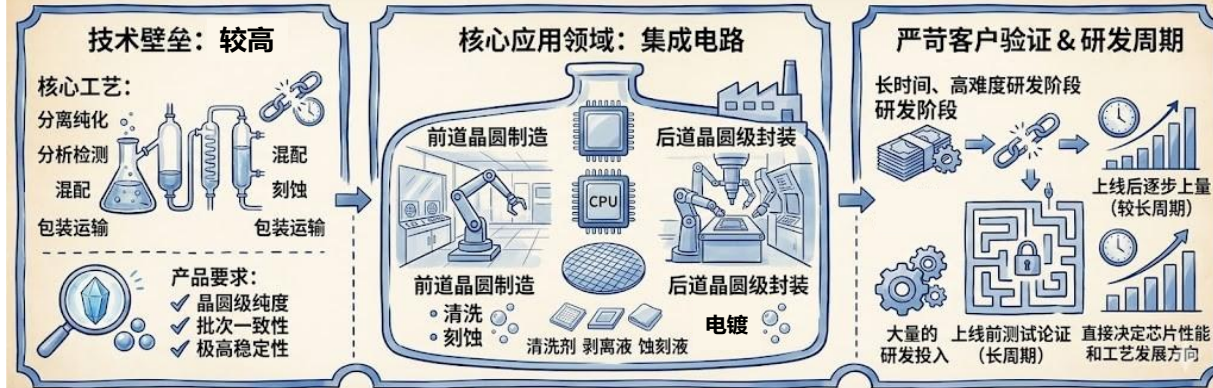 技术壁垒：较高
核心工艺：
分离纯化
分析检测
混配
包装运输
混配
刻蚀
包装运输
产品要求：
✓ 晶圆级纯度
✓ 批次一致性
✓ 极高稳定性
核心应用领域：集成电路
前道晶圆制造
后道晶圆级封装
CPU
前道晶圆制造
后道晶圆级封装
• 清洗
• 刻蚀
清洗剂 剥离液 蚀刻液
电镀
严苛客户验证 & 研发周期
长时间、高难度研发阶段
研发阶段
上线后逐步上量
（较长周期）
大量的
研发投入
上线前测试论证
（长周期）
直接决定芯片性能
和工艺发展方向